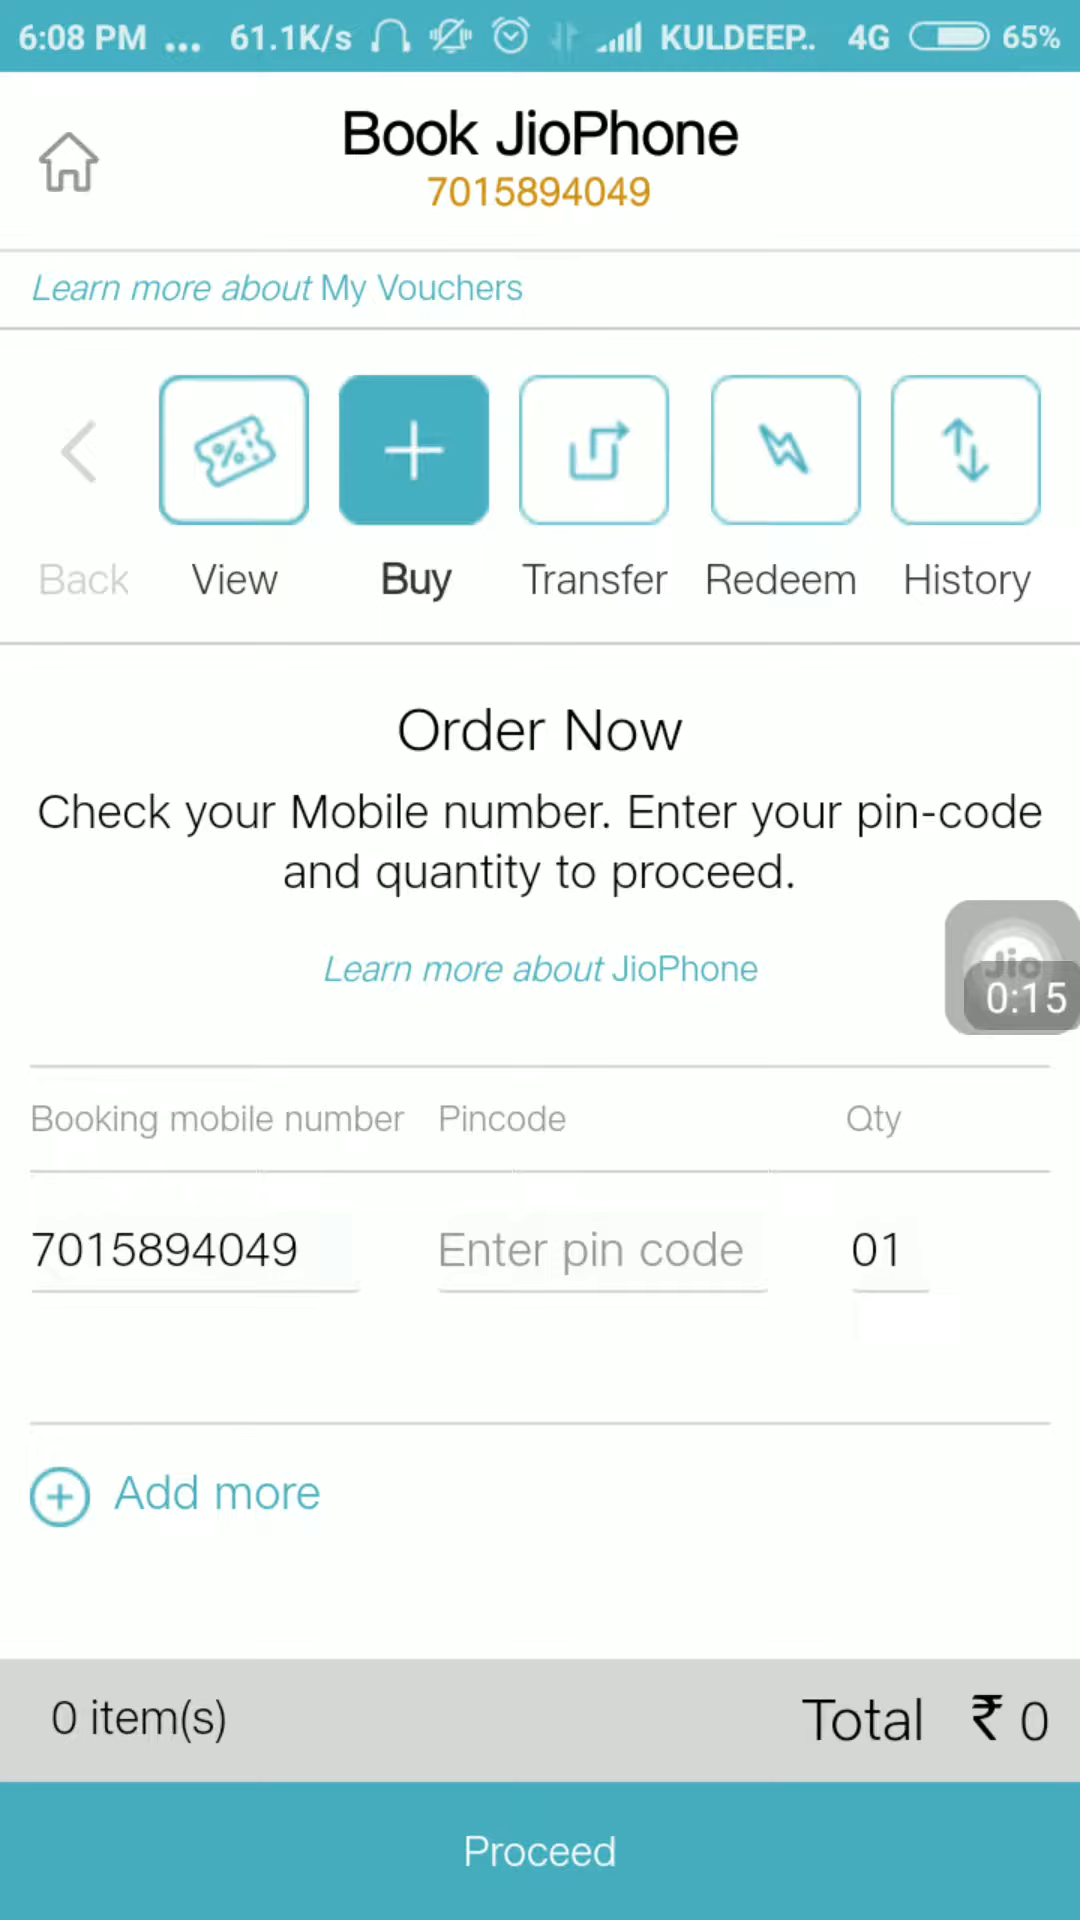 6:08 PM ... 61.1K/s KULDEEP.. 4G 65%
Book JioPhone
7015894049
Learn more about My Vouchers
Back View Buy Transfer Redeem History
Order Now
Check your Mobile number. Enter your pin-code
and quantity to proceed.
Learn more about JioPhone
Jio
0:15
Booking mobile number Pincode Qty
7015894049 Enter pin code 01
Add more
0 item(s) Total ₹ 0
Proceed